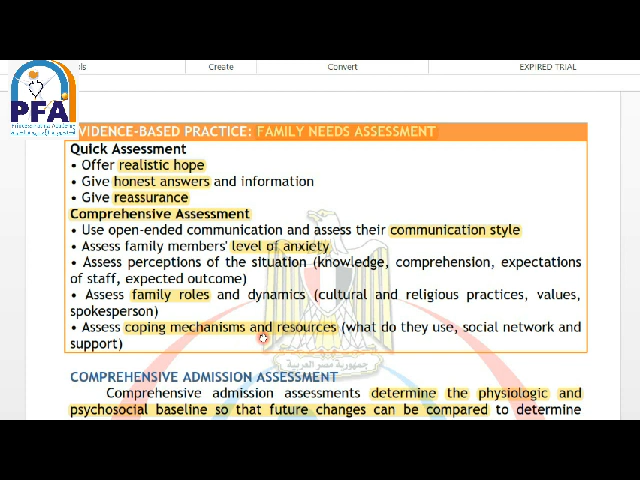 ols
Create
Convert
EXPIRED TRIAL
PFA
VIDENCE-BASED PRACTICE: FAMILY NEEDS ASSESSMENT
Quick Assessment
• Offer realistic hope
• Give honest answers and information
• Give reassurance
Comprehensive Assessment
• Use open-ended communication and assess their communication style
• Assess family members' level of anxiety
• Assess perceptions of the situation (knowledge, comprehension, expectations
of staff, expected outcome)
• Assess family roles and dynamics (cultural and religious practices, values,
spokesperson)
• Assess coping mechanisms and resources (what do they use, social network and
support)
جمهورية مصر العربية
COMPREHENSIVE ADMISSION ASSESSMENT
Comprehensive admission assessments determine the physiologic and
psychosocial baseline so that future changes can be compared to determine